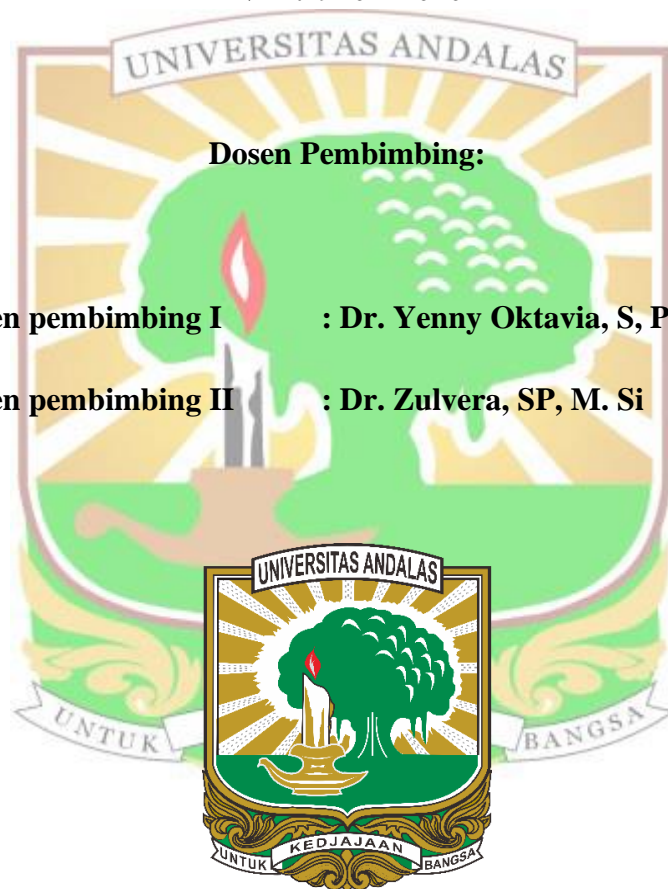 UNIVERSITAS ANDALAS
Dosen Pembimbing:
en pembimbing I : Dr. Yenny Oktavia, S, P
en pembimbing II : Dr. Zulvera, SP, M. Si
UNIVERSITAS ANDALAS
UNTUK BANGSA
UNTUK KEDJAJAAN BANGSA